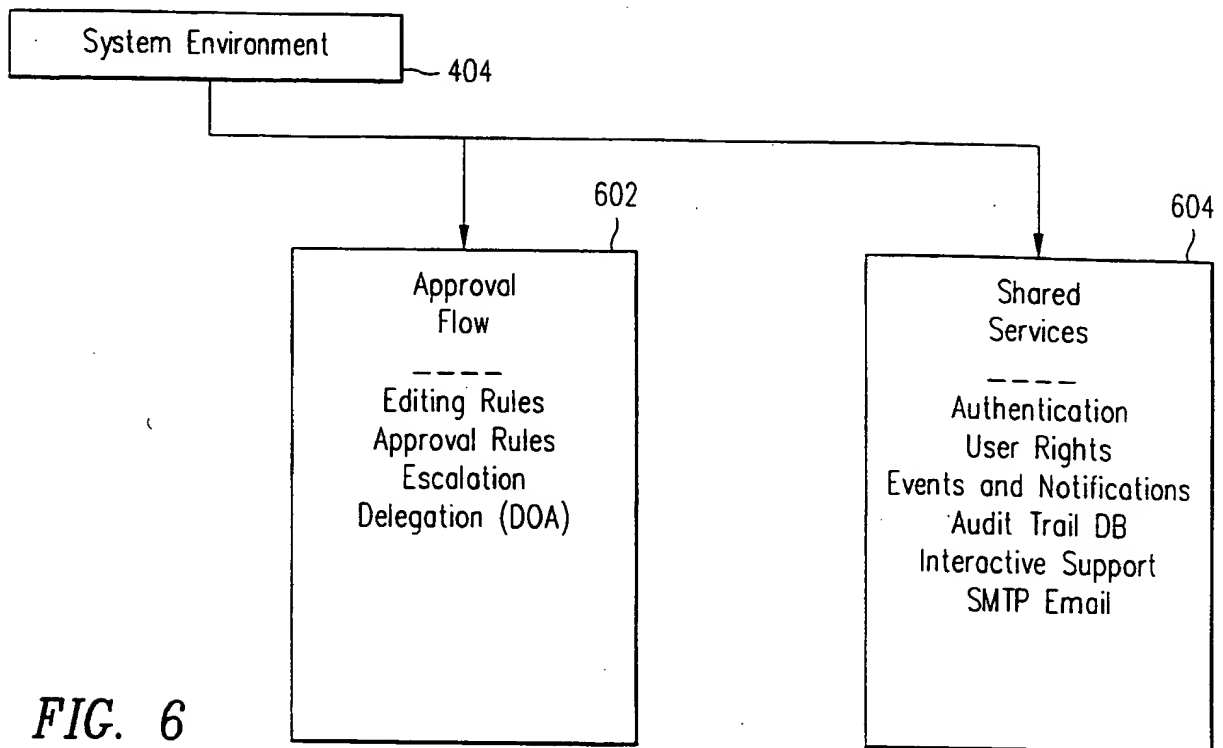 System Environment
404
602
604
Approval
Flow
Editing Rules
Approval Rules
Escalation
Delegation (DOA)
Shared
Services
Authentication
User Rights
Events and Notifications
Audit Trail DB
Interactive Support
SMTP Email
FIG. 6